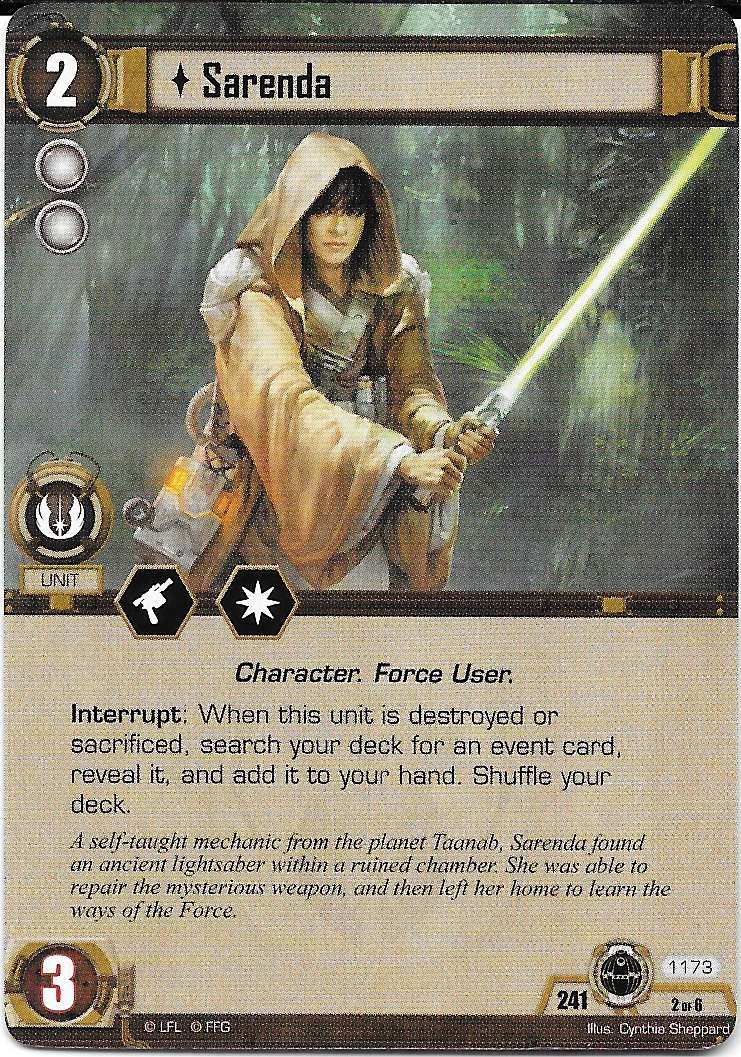 2
Sarenda
UNIT
Character. Force User.
Interrupt: When this unit is destroyed or
sacrificed, search your deck for an event card,
reveal it, and add it to your hand. Shuffle your
deck.
A self-taught mechanic from the planet Taanab, Sarenda found
an ancient lightsaber within a ruined chamber. She was able to
repair the mysterious weapon, and then left her home to learn the
ways of the Force.
3
1173
241
2 OF 6
© LFL © FFG
Illus. Cynthia Sheppard